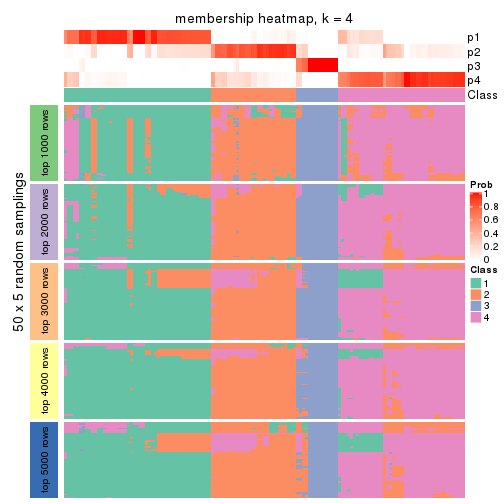 membership heatmap, k = 4
p1
p2
p3
p4
Class
50 x 5 random samplings
top 1000 rows
top 2000 rows
top 3000 rows
top 4000 rows
top 5000 rows
Prob
1
0.8
0.6
0.4
0.2
0
Class
1
2
3
4